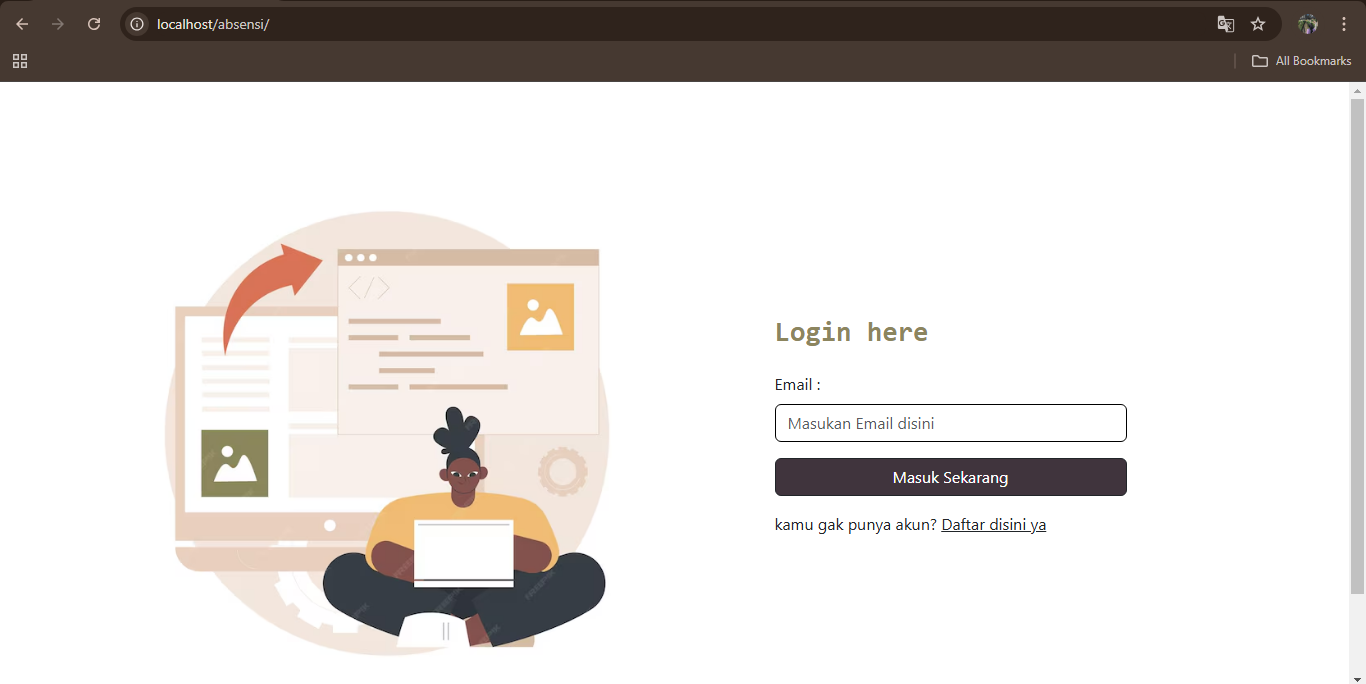 localhost/absensi/
All Bookmarks
</>
Login here
Email :
Masukan Email disini
Masuk Sekarang
kamu gak punya akun? Daftar disini ya